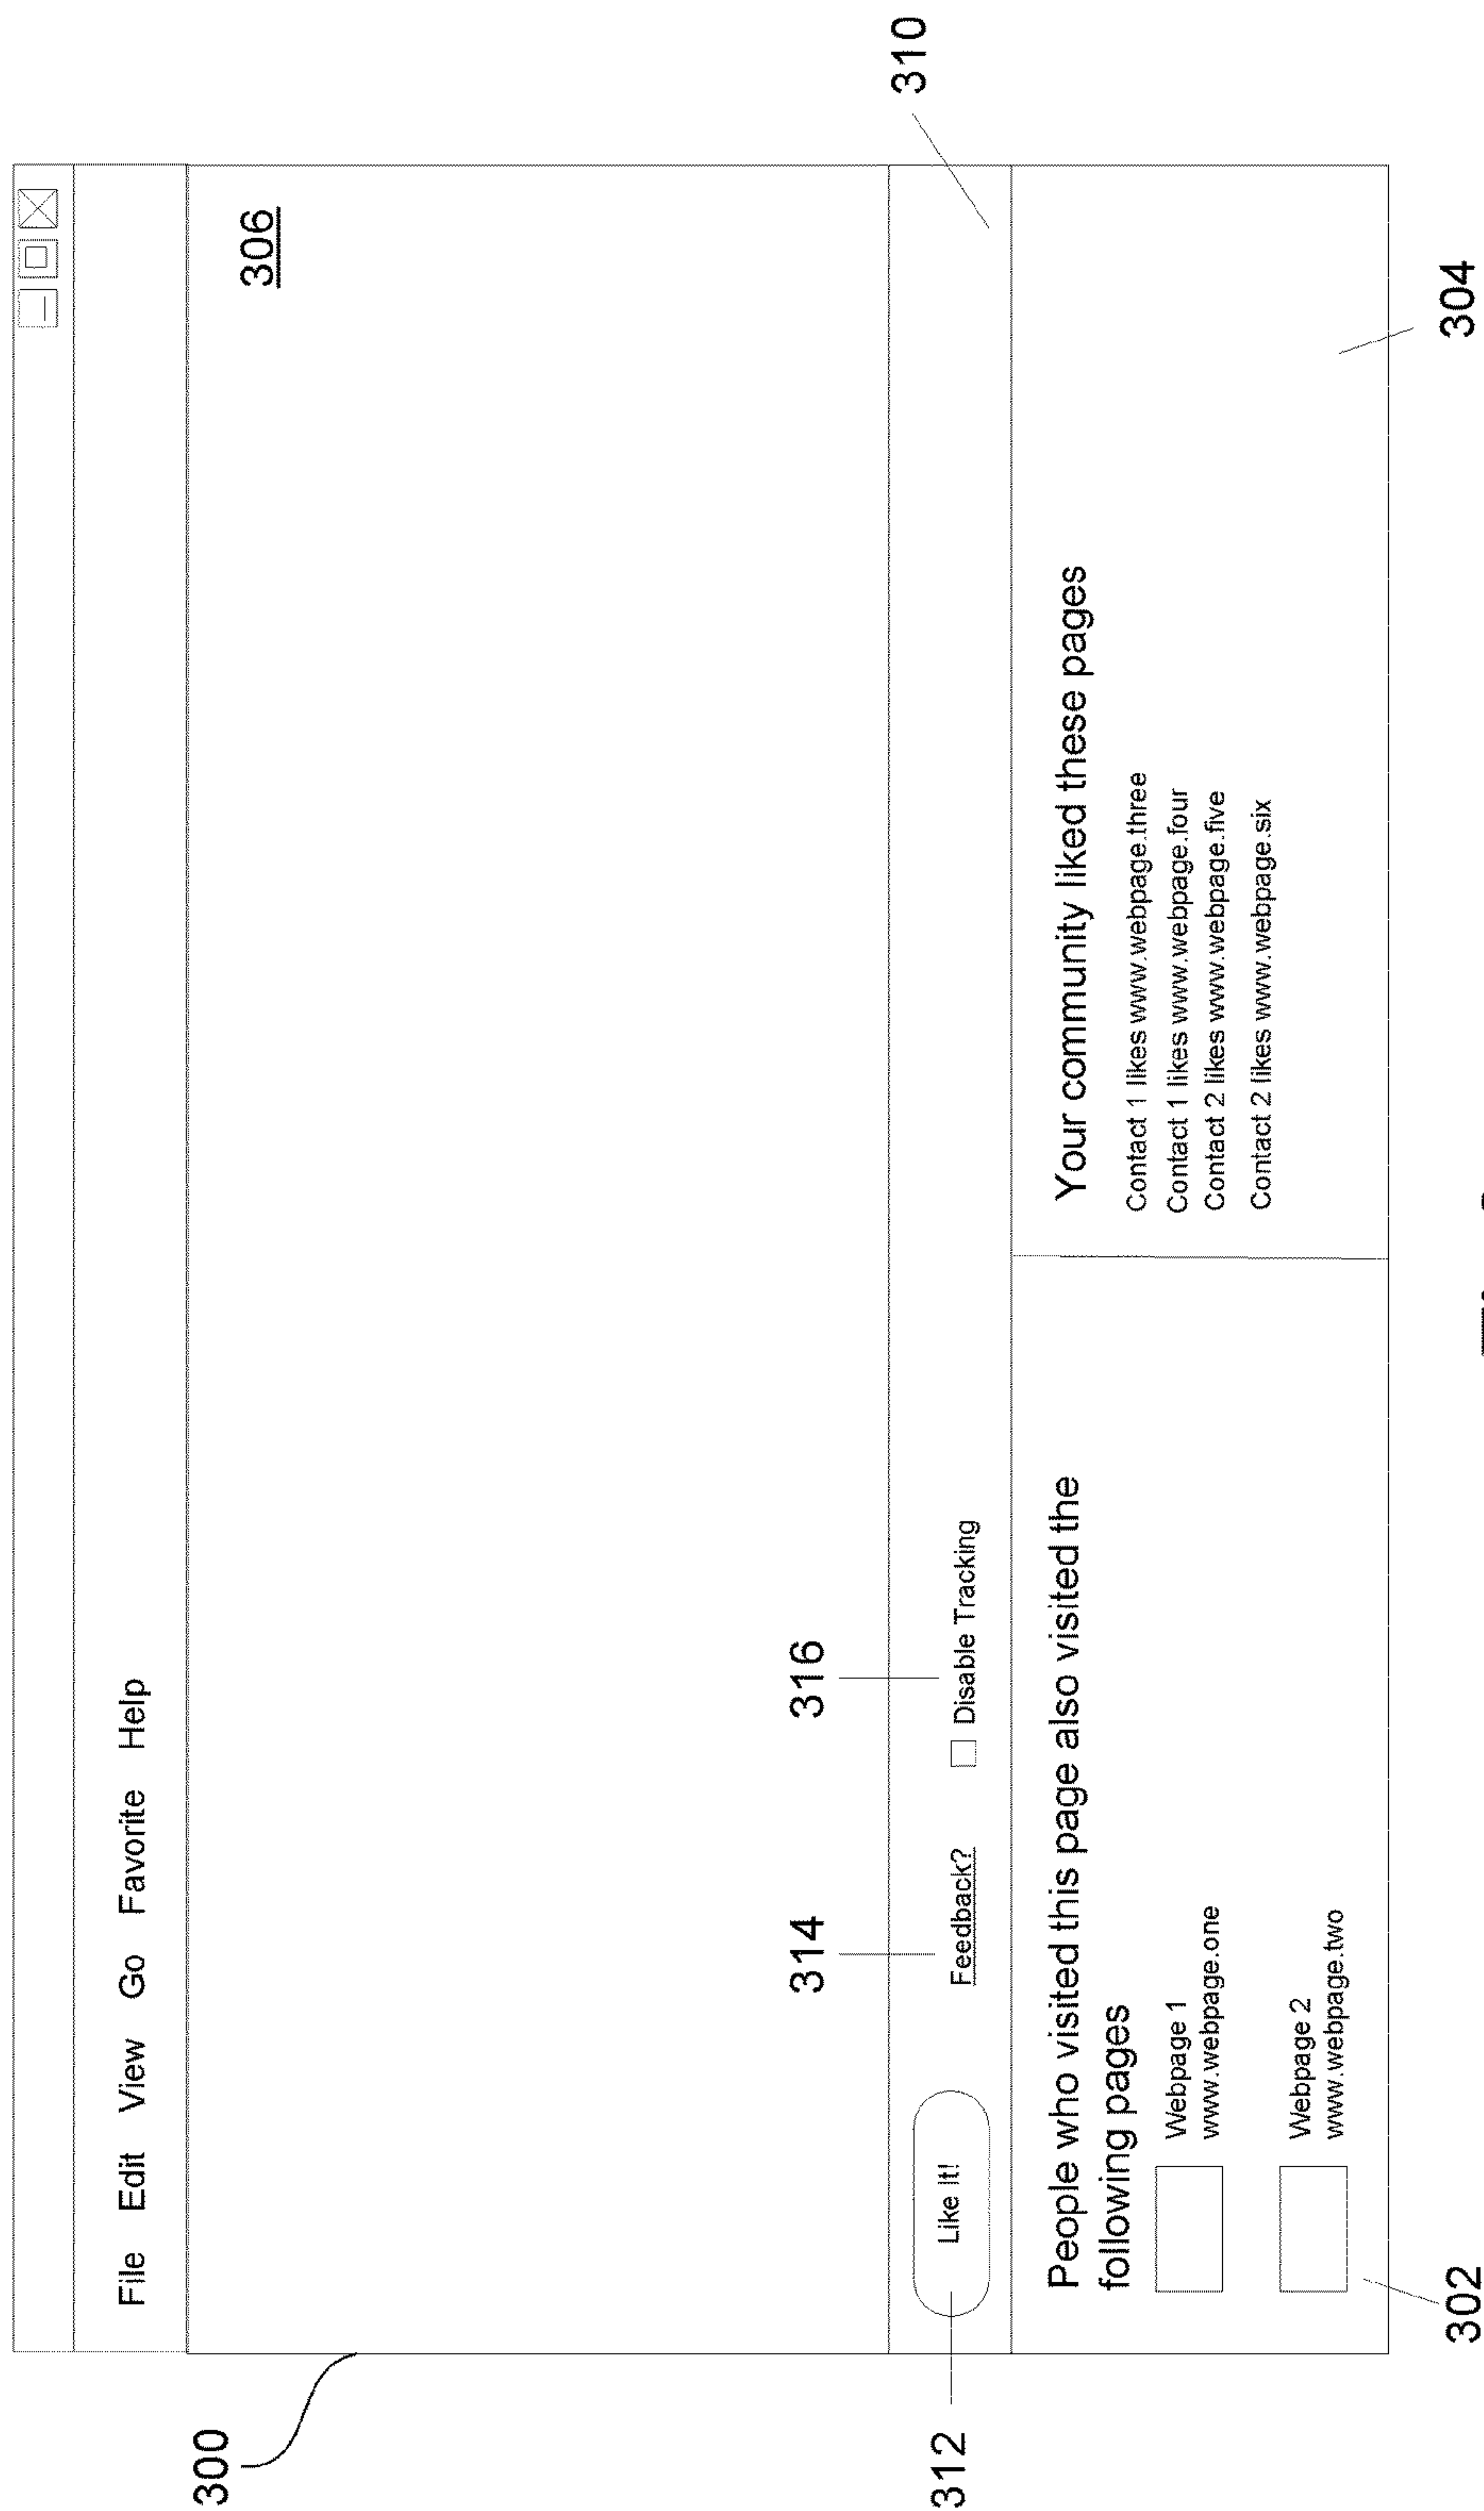 300
File Edit View Go Favorite Help
306
314
316
312
Like It!
Feedback?
Disable Tracking
310
People who visited this page also visited the
following pages
Webpage 1
www.webpage.one
Webpage 2
www.webpage.two
302
Your community liked these pages
Contact 1 likes www.webpage.three
Contact 1 likes www.webpage.four
Contact 2 likes www.webpage.five
Contact 2 likes www.webpage.six
304